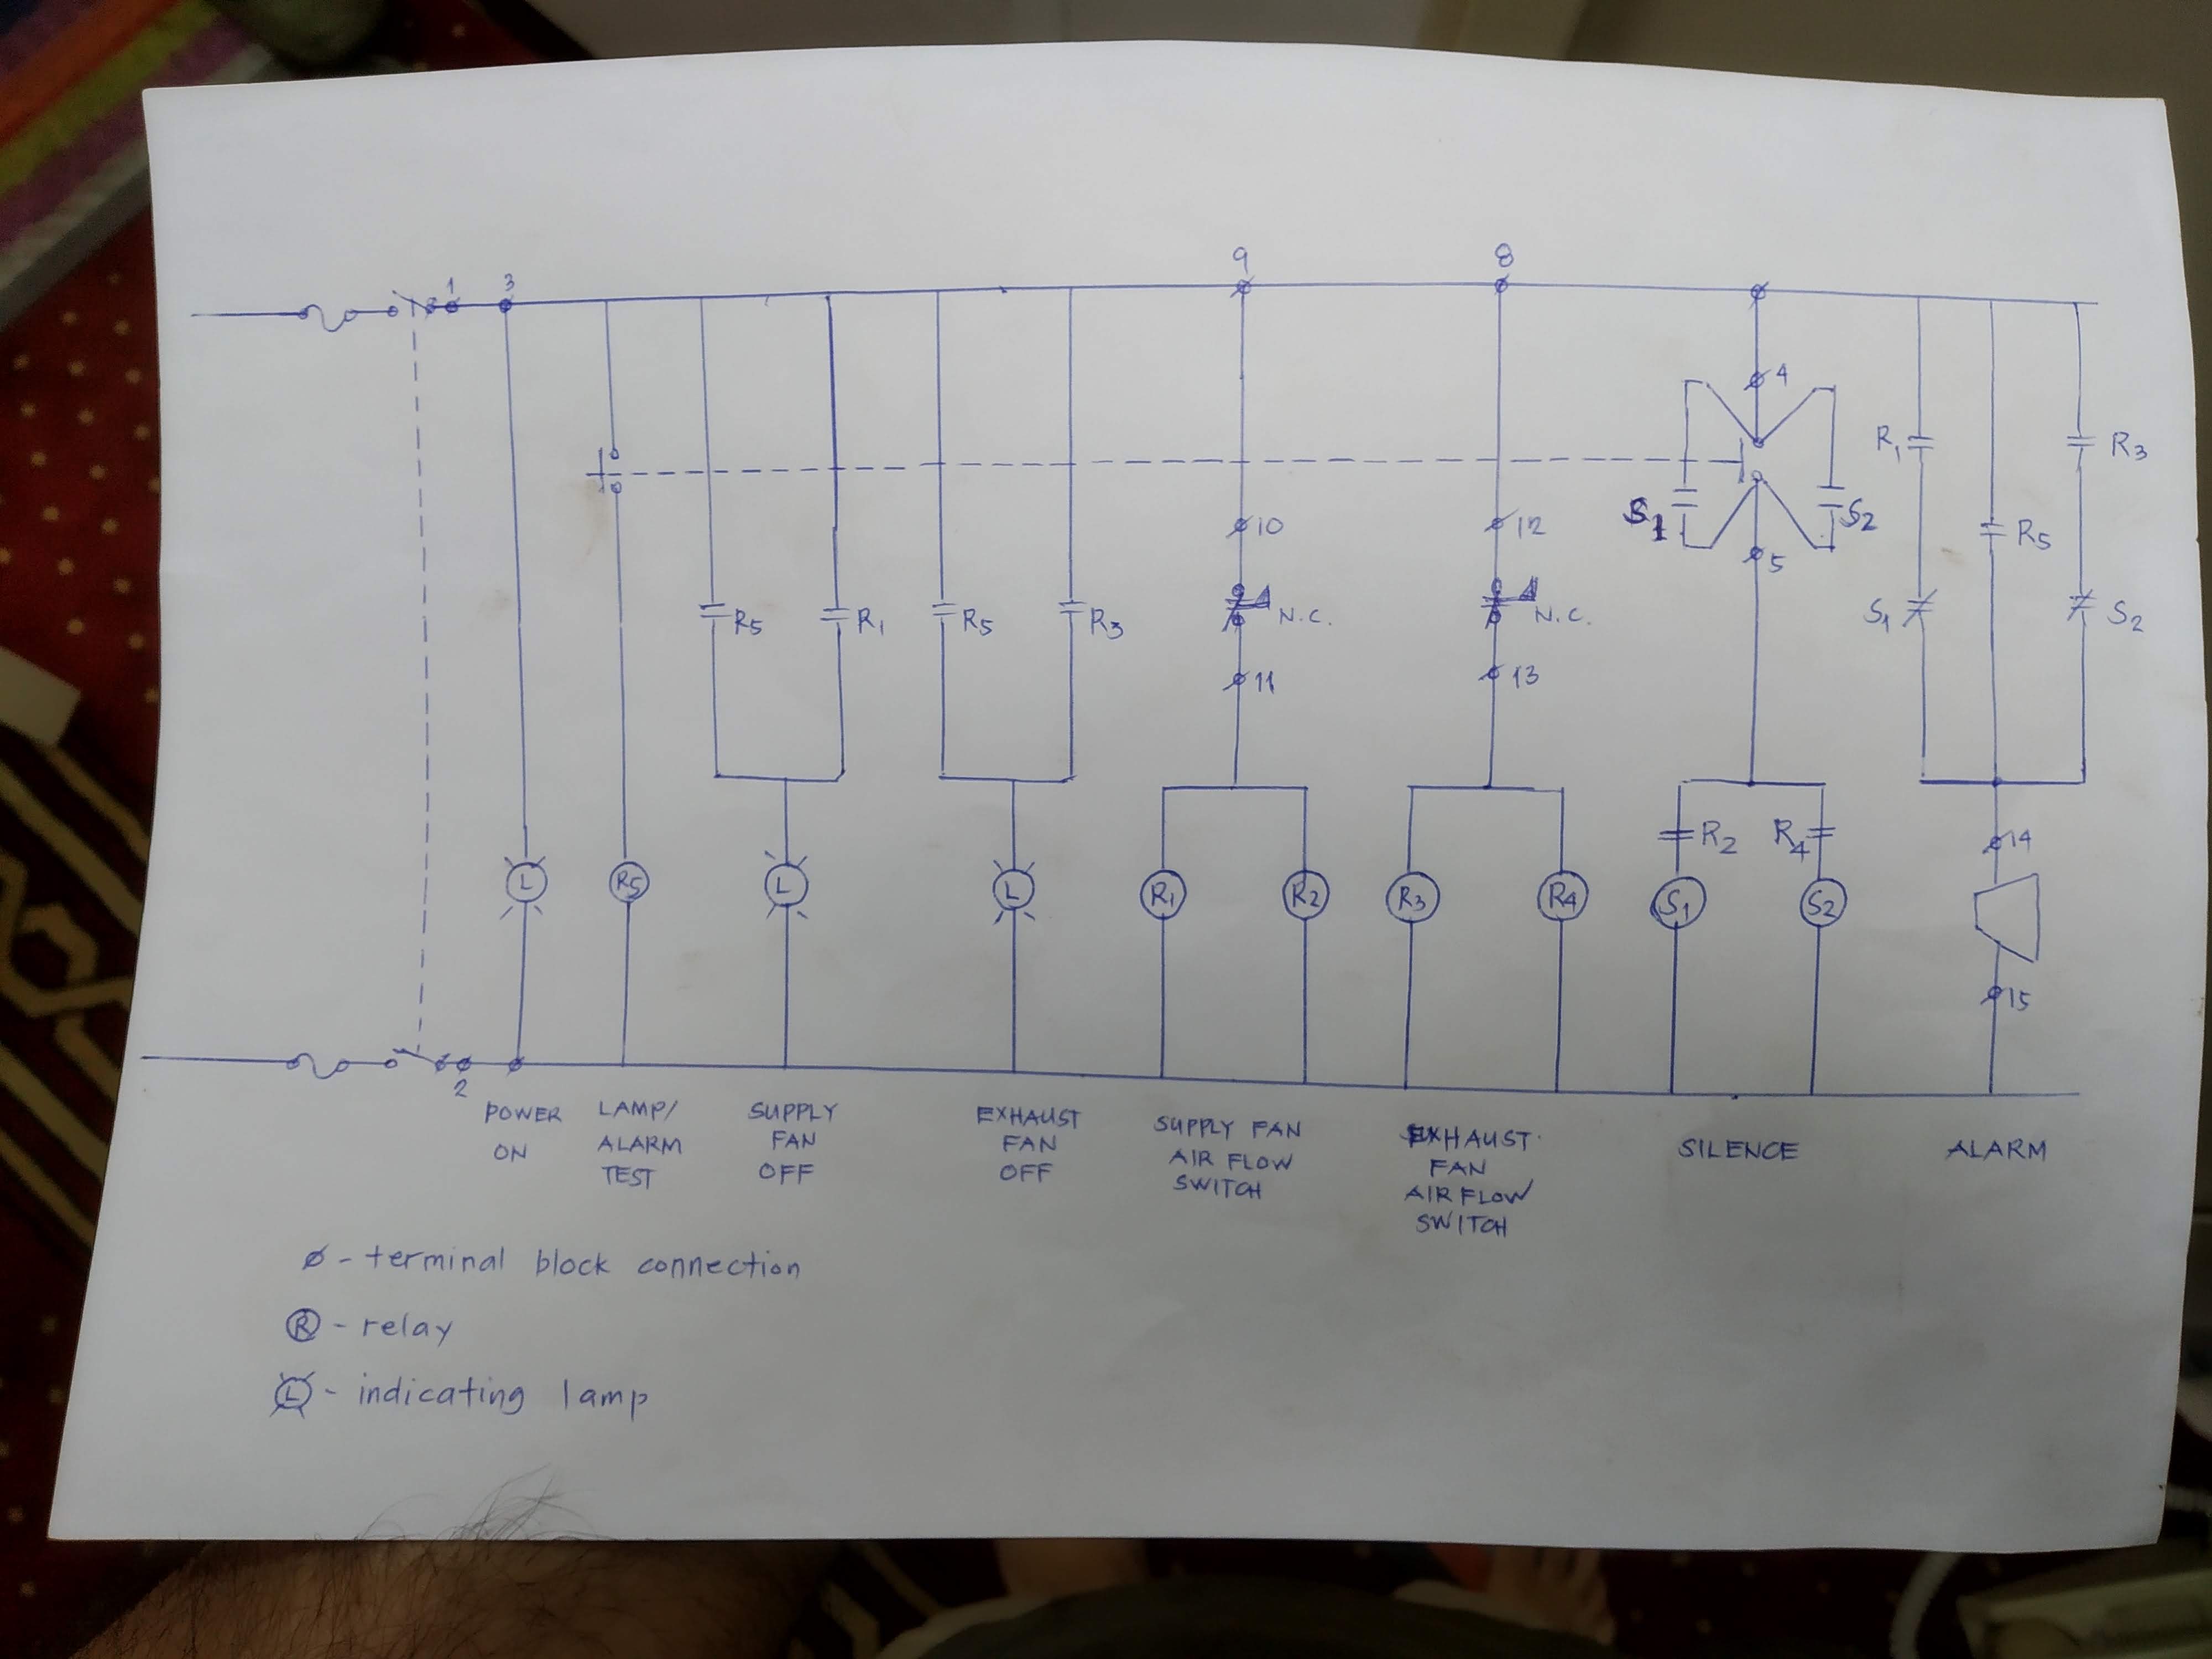 9
8
1
3
4
R1
R3
10
12
S1
S2
R5
5
R5
R1
R5
R3
N.C.
N.C.
S1
S2
11
13
R2
R4
14
L
R5
L
L
R1
R2
R3
R4
S1
S2
15
2
POWER
ON
LAMP/
ALARM
TEST
SUPPLY
FAN
OFF
EXHAUST
FAN
OFF
SUPPLY FAN
AIR FLOW
SWITCH
EXHAUST
FAN
AIR FLOW
SWITCH
SILENCE
ALARM
ø - terminal block connection
R - relay
L - indicating lamp